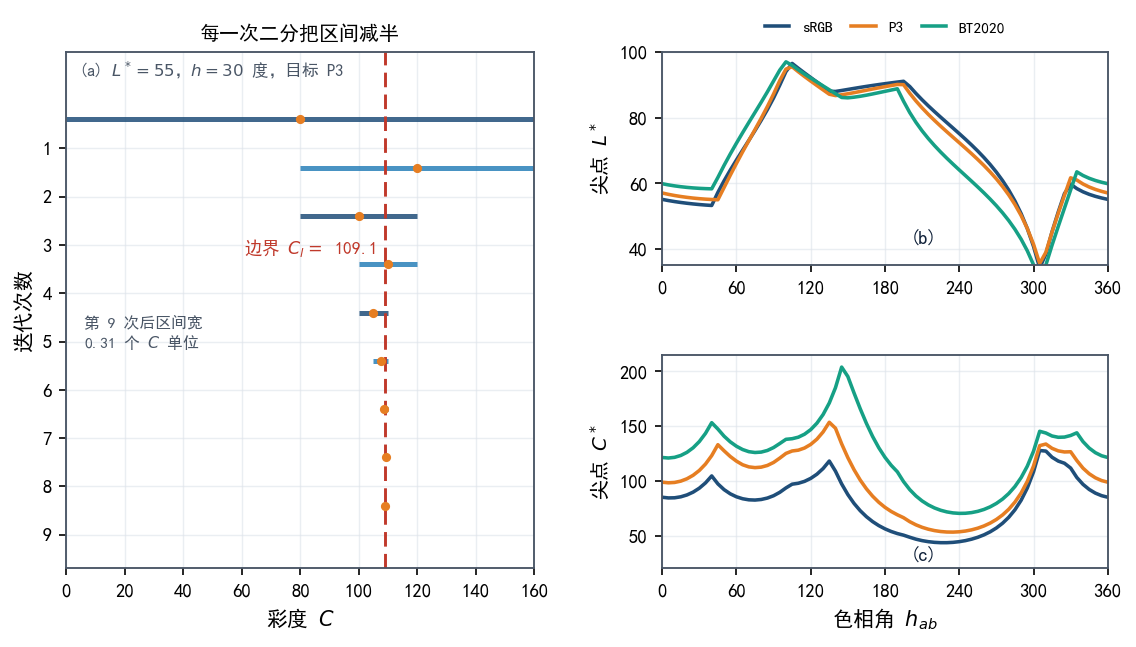 每一次二分把区间减半
(a) L* = 55, h = 30 度, 目标 P3
边界 C_l = 109.1
第 9 次后区间宽
0.31 个 C 单位
迭代次数
1
2
3
4
5
6
7
8
9
0 20 40 60 80 100 120 140 160
彩度 C
sRGB P3 BT2020
尖点 L*
100
80
60
40
(b)
0 60 120 180 240 300 360
尖点 C*
200
150
100
50
(c)
0 60 120 180 240 300 360
色相角 h_ab